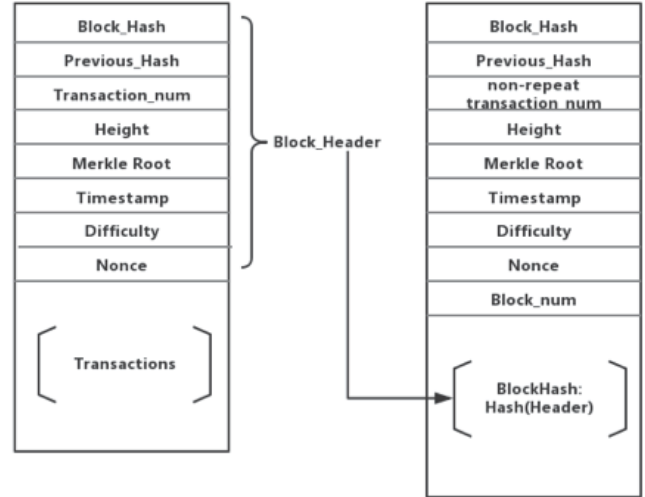 Block_Hash
Previous_Hash
Transaction_num
Height
Merkle Root
Timestamp
Difficulty
Nonce
Transactions
Block_Header
Block_Hash
Previous_Hash
non-repeat
transaction_num
Height
Merkle Root
Timestamp
Difficulty
Nonce
Block_num
BlockHash:
Hash(Header)